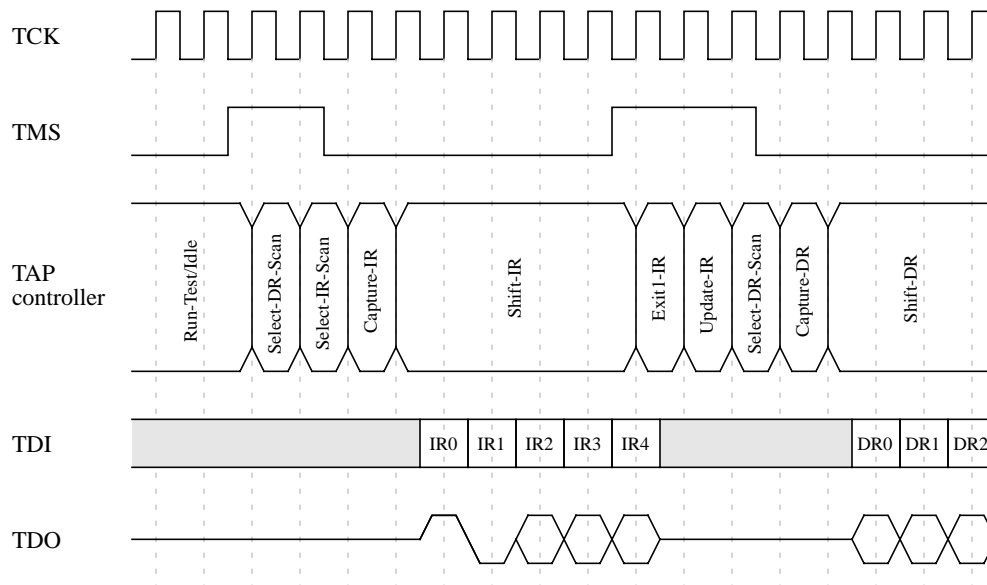 TCK
TMS
TAP
controller
Run-Test/Idle
Select-DR-Scan
Select-IR-Scan
Capture-IR
Shift-IR
Exit1-IR
Update-IR
Select-DR-Scan
Capture-DR
Shift-DR
TDI
IR0 IR1 IR2 IR3 IR4 DR0 DR1 DR2
TDO